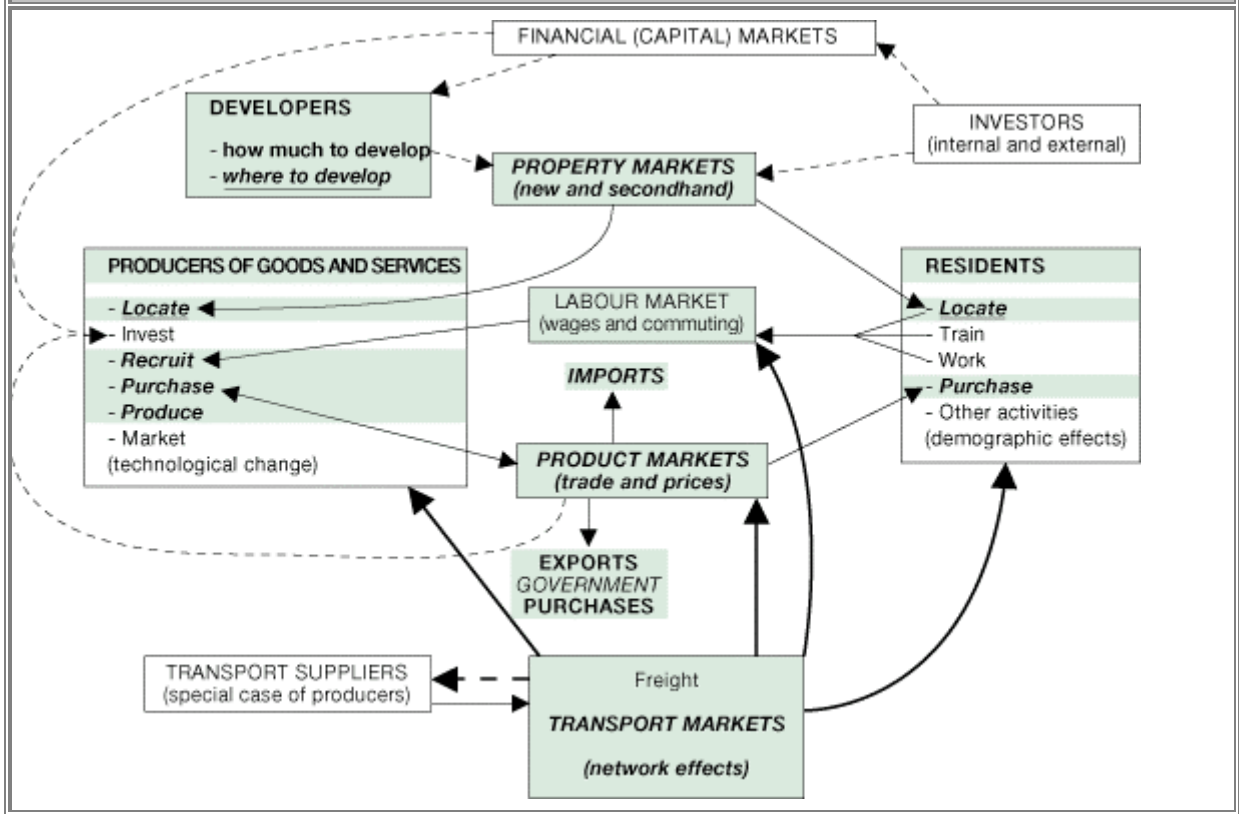 FINANCIAL (CAPITAL) MARKETS
DEVELOPERS
- how much to develop
- where to develop
INVESTORS
(internal and external)
PROPERTY MARKETS
(new and secondhand)
PRODUCERS OF GOODS AND SERVICES
- Locate
- Invest
- Recruit
- Purchase
- Produce
- Market
(technological change)
LABOUR MARKET
(wages and commuting)
RESIDENTS
- Locate
- Train
- Work
- Purchase
- Other activities
(demographic effects)
IMPORTS
PRODUCT MARKETS
(trade and prices)
EXPORTS
GOVERNMENT
PURCHASES
TRANSPORT SUPPLIERS
(special case of producers)
Freight
TRANSPORT MARKETS
(network effects)